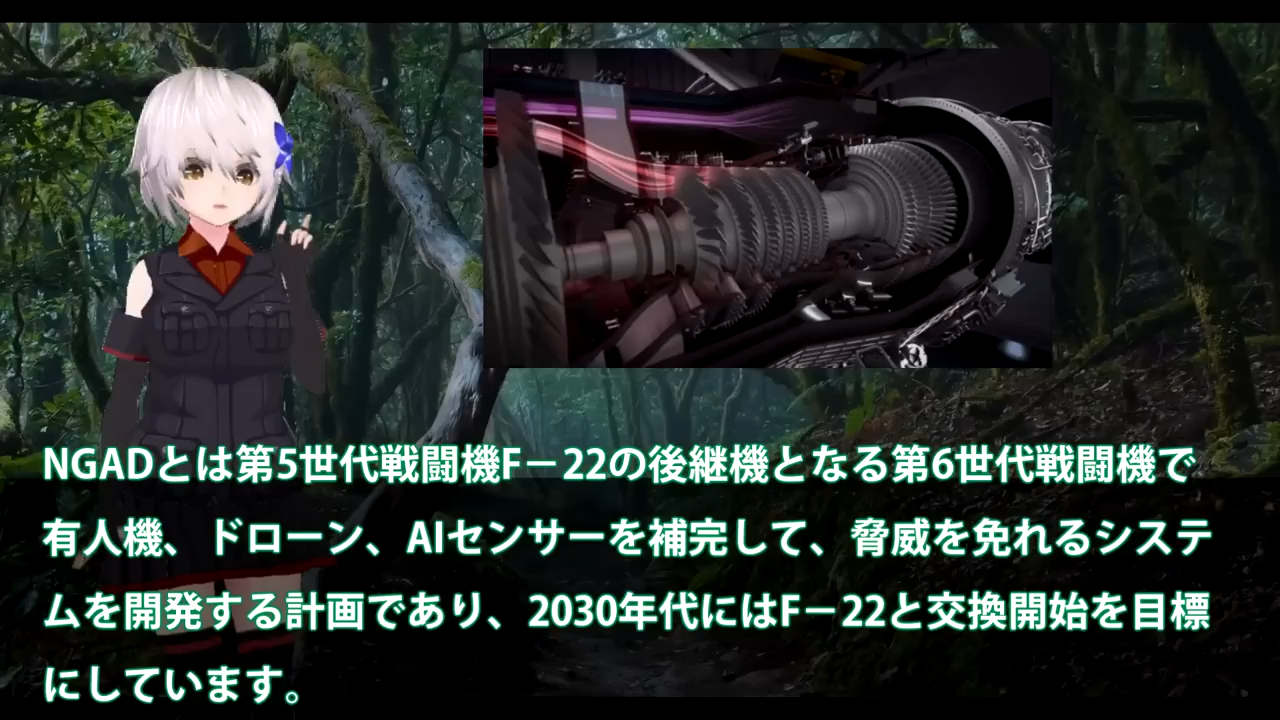 NGADとは第5世代戦闘機F－22の後継機となる第6世代戦闘機で
有人機、ドローン、AIセンサーを補完して、脅威を免れるシステ
ムを開発する計画であり、2030年代にはF－22と交換開始を目標
にしています。